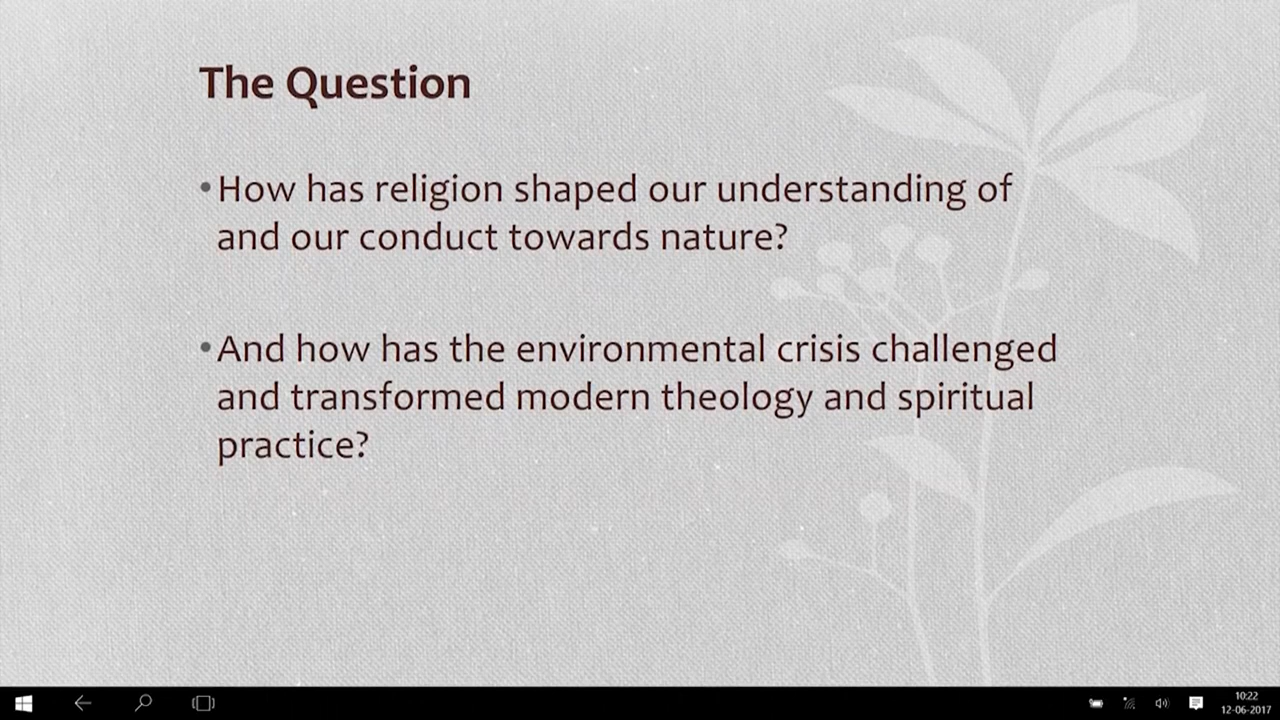 The Question
•How has religion shaped our understanding of
and our conduct towards nature?
•And how has the environmental crisis challenged
and transformed modern theology and spiritual
practice?
10:22
12-06-2017